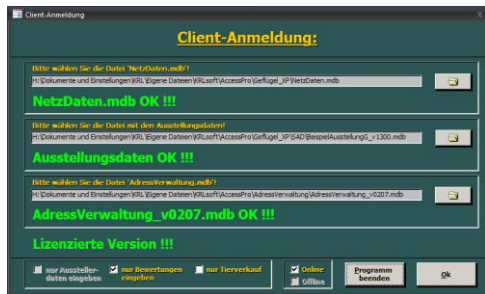 Client-Anmeldung
Client-Anmeldung:
Bitte wählen Sie die Datei 'NetzDaten.mdb'!
H:\Dokumente und Einstellungen\KRL\Eigene Dateien\KRLsoft\AccessPro\Geflügel_XP\NetzDaten.mdb
NetzDaten.mdb OK !!!
Bitte wählen Sie die Datei mit den Ausstellungsdaten!
H:\Dokumente und Einstellungen\KRL\Eigene Dateien\KRLsoft\AccessPro\Geflügel_XP\SAD\BeispielAusstellungG_v1300.mdb
Ausstellungsdaten OK !!!
Bitte wählen Sie die Datei 'AdressVerwaltung.mdb'!
H:\Dokumente und Einstellungen\KRL\Eigene Dateien\KRLsoft\AccessPro\AdressVerwaltung\AdressVerwaltung_v0207.mdb
AdressVerwaltung_v0207.mdb OK !!!
Lizenzierte Version !!!
nur Aussteller-
daten eingeben
nur Bewertungen
eingeben
nur Tierverkauf
Online
Offline
Programm
beenden
Ok